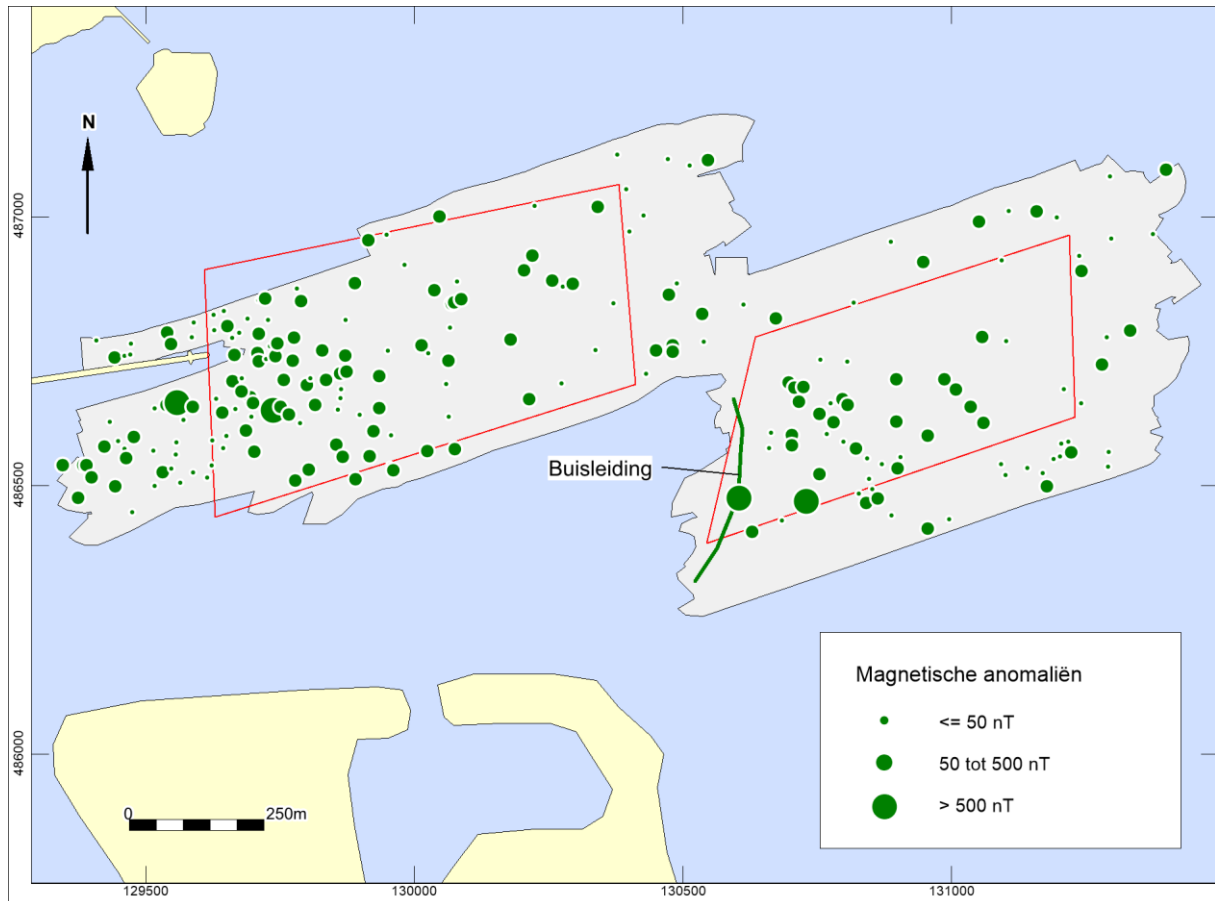 N
487000
486500
486000
Buisleiding
0 250m
129500 130000 130500 131000
Magnetische anomaliën
<= 50 nT
50 tot 500 nT
> 500 nT